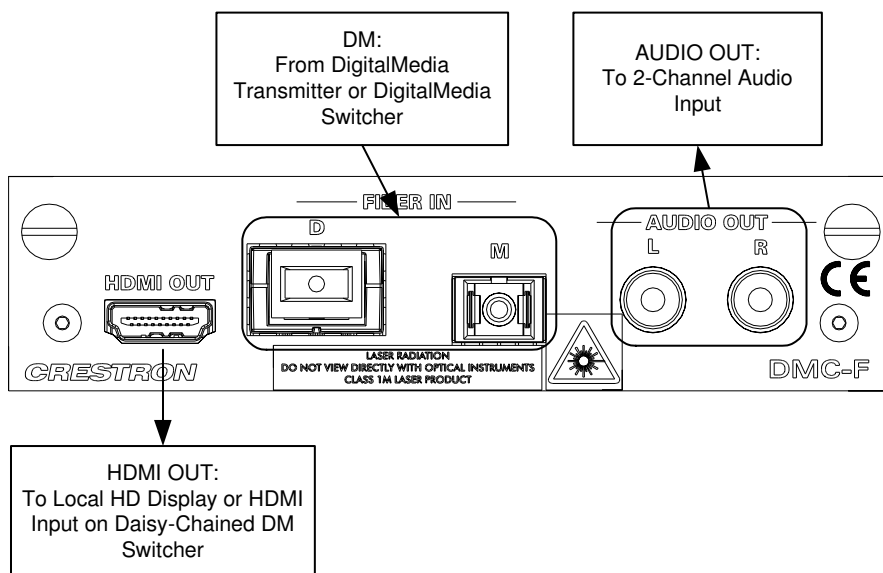 DM:
From DigitalMedia
Transmitter or DigitalMedia
Switcher
AUDIO OUT:
To 2-Channel Audio
Input
FIBER IN
D
M
AUDIO OUT
L
R
HDMI OUT
CE
CRESTRON
LASER RADIATION
DO NOT VIEW DIRECTLY WITH OPTICAL INSTRUMENTS
CLASS 1M LASER PRODUCT
DMC-F
HDMI OUT:
To Local HD Display or HDMI
Input on Daisy-Chained DM
Switcher